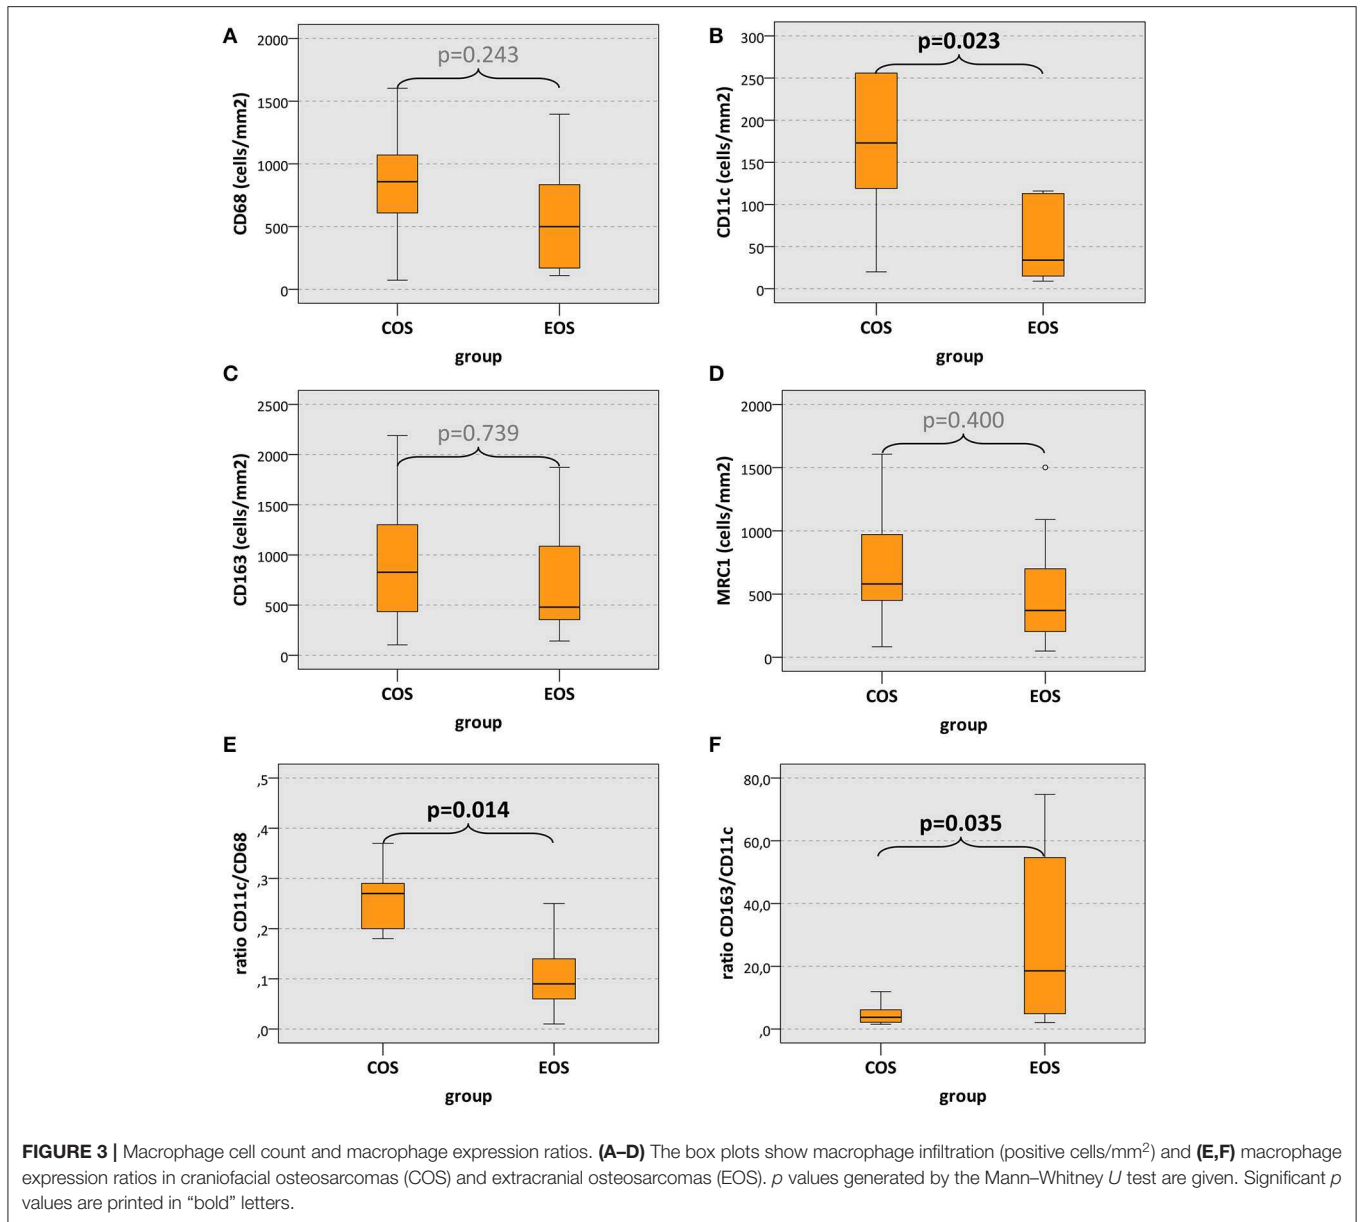 A
2000
1500
1000
500
0
CD68 (cells/mm2)
p=0.243
COS
EOS
group
B
300
250
200
150
100
50
0
CD11c (cells/mm2)
p=0.023
COS
EOS
group
C
2500
2000
1500
1000
500
0
CD163 (cells/mm2)
p=0.739
COS
EOS
group
D
2000
1500
1000
500
0
MRC1 (cells/mm2)
p=0.400
COS
EOS
group
E
,5
,4
,3
,2
,1
,0
ratio CD11c/CD68
p=0.014
COS
EOS
group
F
80,0
60,0
40,0
20,0
,0
ratio CD163/CD11c
p=0.035
COS
EOS
group
FIGURE 3 | Macrophage cell count and macrophage expression ratios. (A–D) The box plots show macrophage infiltration (positive cells/mm²) and (E,F) macrophage
expression ratios in craniofacial osteosarcomas (COS) and extracranial osteosarcomas (EOS). p values generated by the Mann–Whitney U test are given. Significant p
values are printed in “bold” letters.